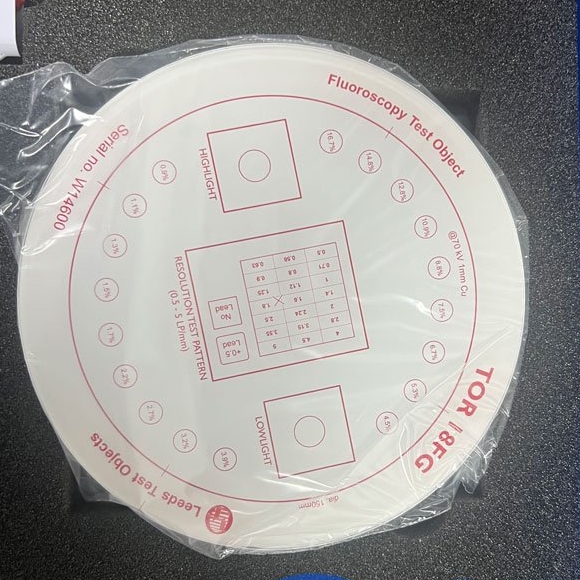 Fluoroscopy Test Object
TOR 18FG
@70 kV 1mm Cu
Serial no. W14600
Leeds Test Objects
dia. 150mm
HIGHLIGHT
LOWLIGHT
RESOLUTION TEST PATTERN
(0.5 - 5 LP/mm)
No
Lead
+0.5
Lead
0.5 0.56 0.63
0.71 0.8 0.9
1 1.12 1.25
1.4 1.6 1.8
2 2.24 2.5
2.8 3.15 3.55
4 4.5 5
16.7%
14.8%
12.8%
10.9%
8.8%
7.5%
6.7%
5.3%
4.5%
3.9%
3.2%
2.7%
2.2%
1.7%
1.5%
1.3%
1.1%
0.9%